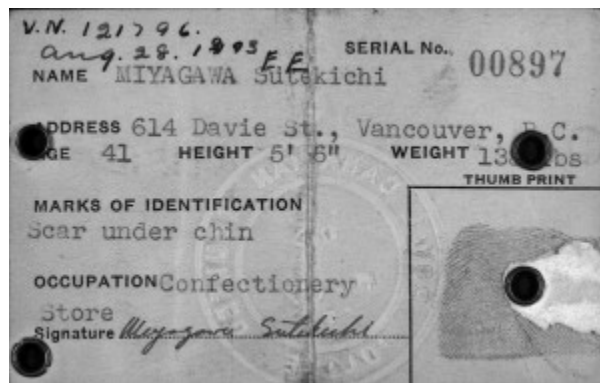 V.N. 121796.
Aug. 28. 1893 F.F.
SERIAL No. 00897
NAME MIYAGAWA Sutekichi
ADDRESS 614 Davie St., Vancouver, B.C.
AGE 41 HEIGHT 5' 6" WEIGHT lbs
THUMB PRINT
MARKS OF IDENTIFICATION
Scar under chin
OCCUPATION Confectionery
Store
Signature Miyagawa Sutekichi